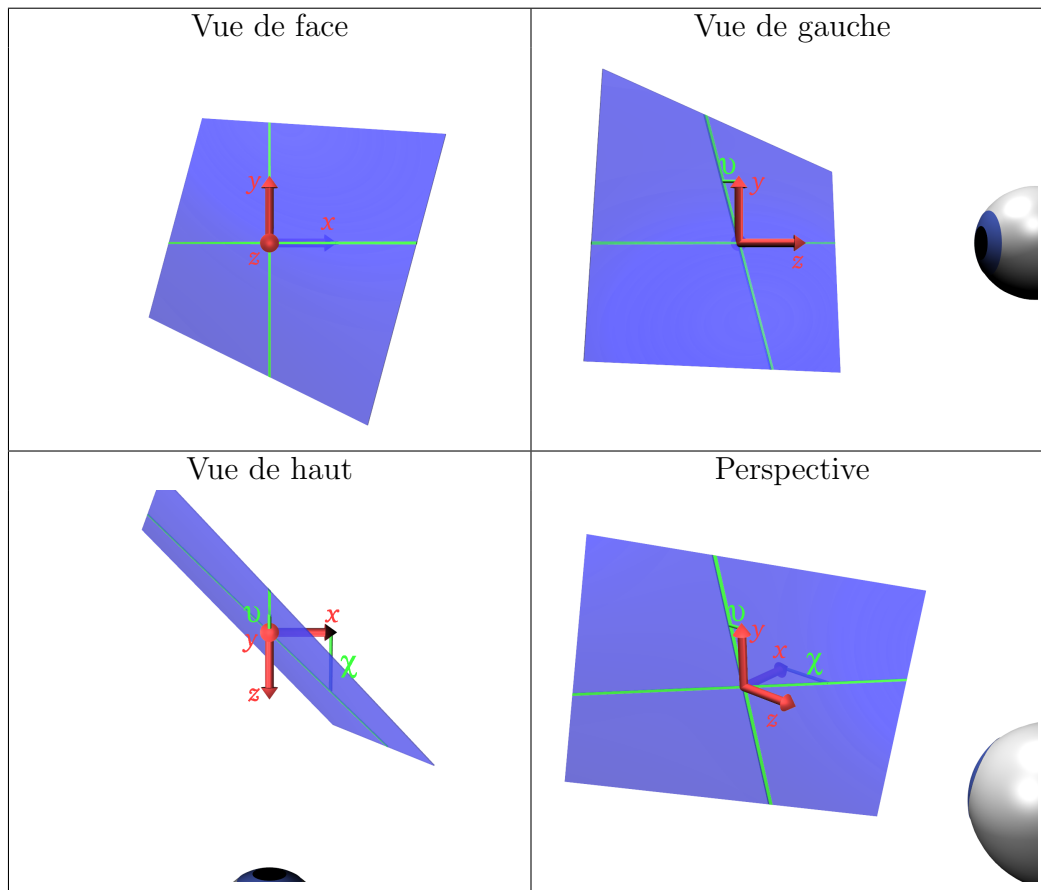 Vue de face
y
x
z
Vue de gauche
υ
y
z
Vue de haut
υ
x
y
χ
z
Perspective
υ
y
x
χ
z